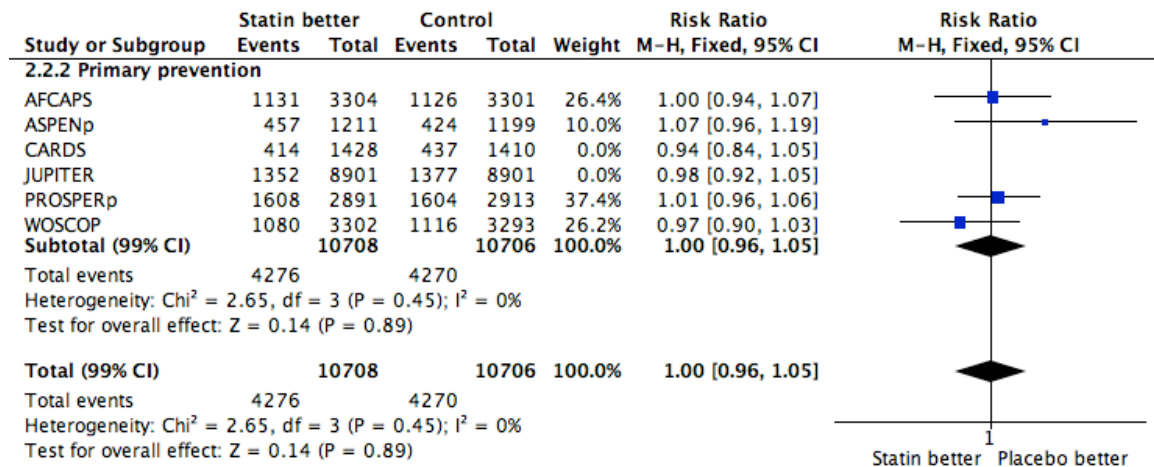 Statin better Control Risk Ratio Risk Ratio
Study or Subgroup Events Total Events Total Weight M-H, Fixed, 95% CI M-H, Fixed, 95% CI
2.2.2 Primary prevention
AFCAPS 1131 3304 1126 3301 26.4% 1.00 [0.94, 1.07]
ASPENp 457 1211 424 1199 10.0% 1.07 [0.96, 1.19]
CARDS 414 1428 437 1410 0.0% 0.94 [0.84, 1.05]
JUPITER 1352 8901 1377 8901 0.0% 0.98 [0.92, 1.05]
PROSPERp 1608 2891 1604 2913 37.4% 1.01 [0.96, 1.06]
WOSCOP 1080 3302 1116 3293 26.2% 0.97 [0.90, 1.03]
Subtotal (99% CI) 10708 10706 100.0% 1.00 [0.96, 1.05]
Total events 4276 4270
Heterogeneity: Chi² = 2.65, df = 3 (P = 0.45); I² = 0%
Test for overall effect: Z = 0.14 (P = 0.89)
Total (99% CI) 10708 10706 100.0% 1.00 [0.96, 1.05]
Total events 4276 4270
Heterogeneity: Chi² = 2.65, df = 3 (P = 0.45); I² = 0%
Test for overall effect: Z = 0.14 (P = 0.89)
1
Statin better Placebo better